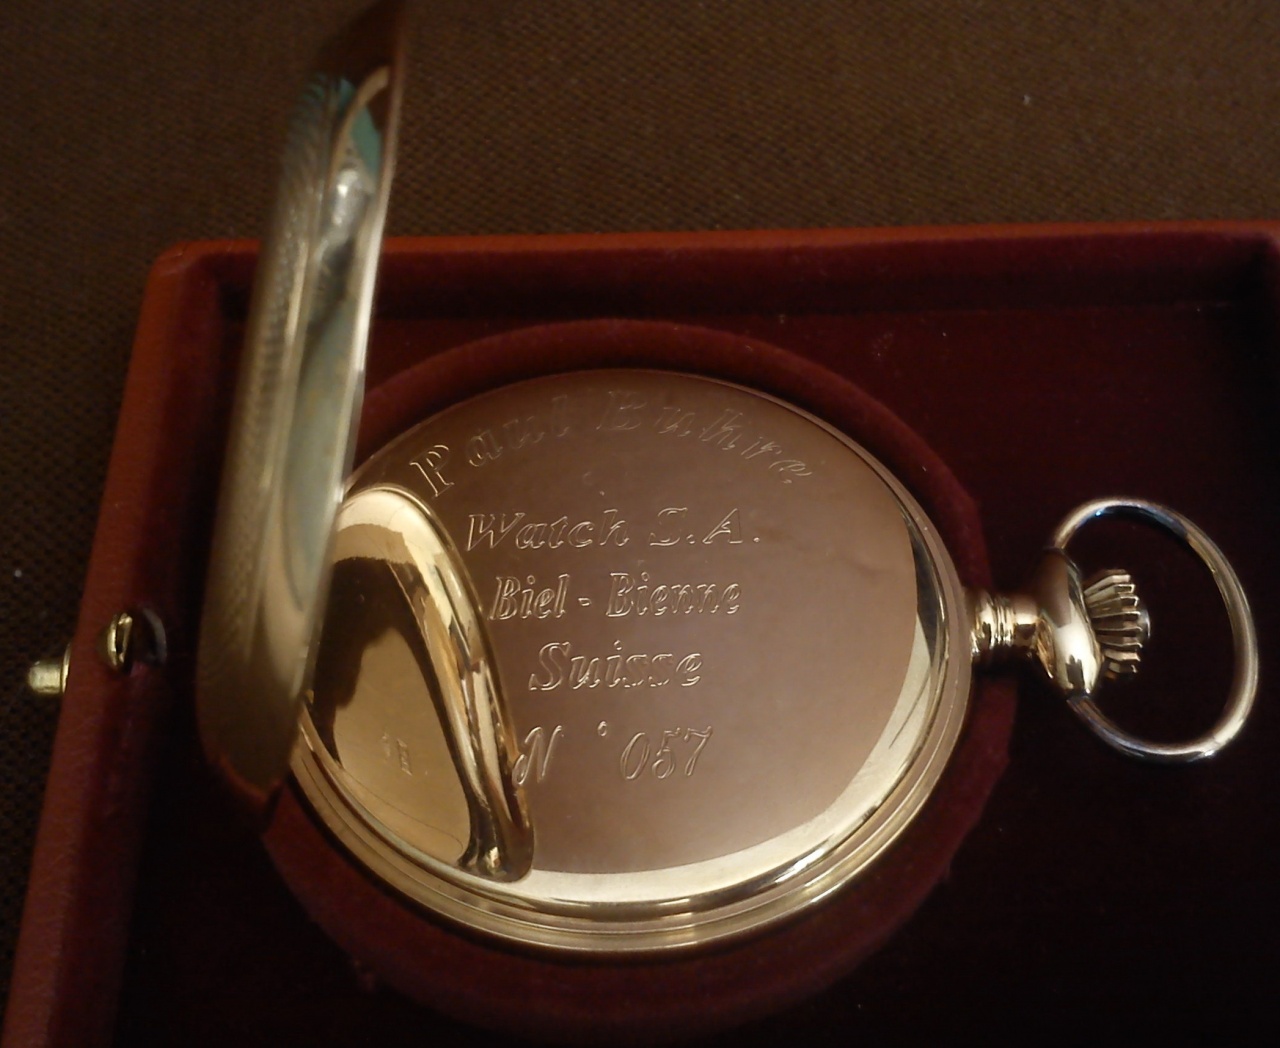 Paul Buhre
Watch S.A.
Biel - Bienne
Suisse
N° 057